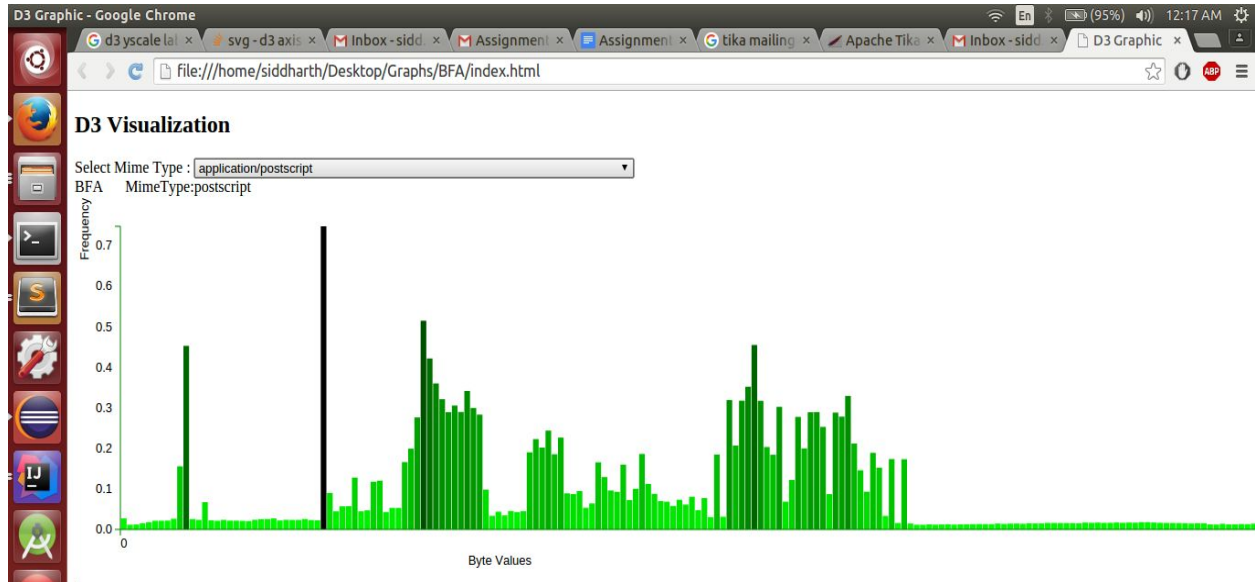 D3 Graphic - Google Chrome En (95%) 12:17 AM
d3 yscale lal svg - d3 axis Inbox - sidd Assignment Assignment tika mailing Apache Tika Inbox - sidd D3 Graphic
file:///home/siddharth/Desktop/Graphs/BFA/index.html ABP
D3 Visualization
Select Mime Type : application/postscript
BFA MimeType:postscript
Frequency
0.7
0.6
0.5
0.4
0.3
0.2
0.1
0.0
0
Byte Values
>_
S
IJ